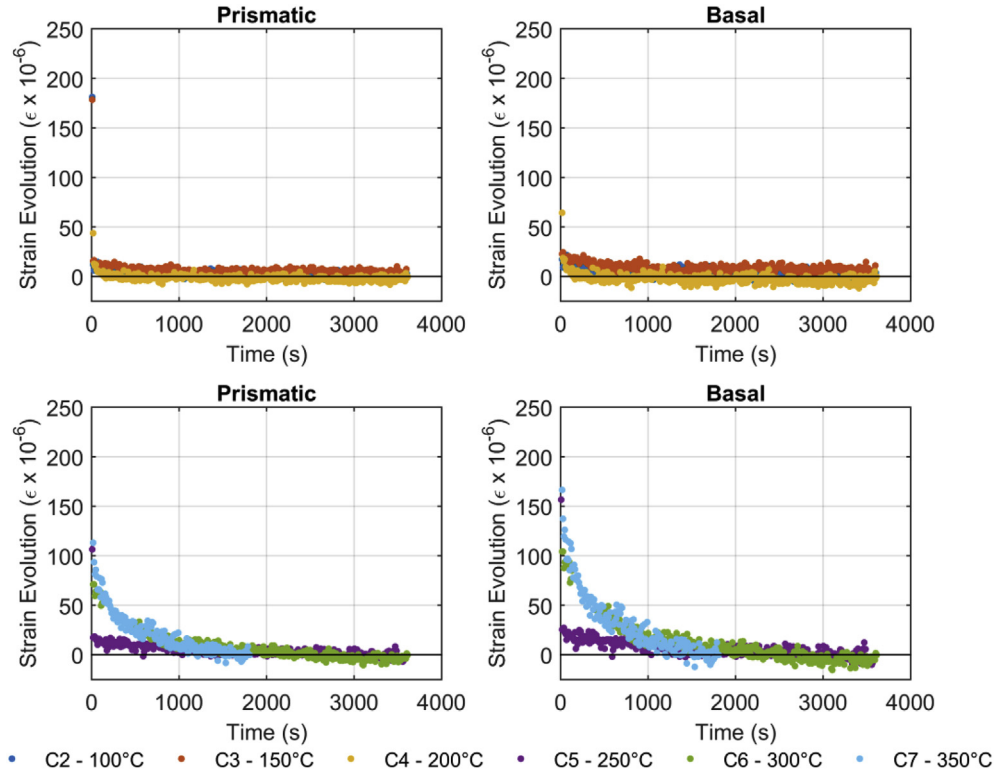 Prismatic
Basal
Strain Evolution (ϵ x 10⁻⁶)
250
200
150
100
50
0
0 1000 2000 3000 4000
Time (s)
Strain Evolution (ϵ x 10⁻⁶)
250
200
150
100
50
0
0 1000 2000 3000 4000
Time (s)
Prismatic
Basal
Strain Evolution (ϵ x 10⁻⁶)
250
200
150
100
50
0
0 1000 2000 3000 4000
Time (s)
Strain Evolution (ϵ x 10⁻⁶)
250
200
150
100
50
0
0 1000 2000 3000 4000
Time (s)
C2 - 100°C C3 - 150°C C4 - 200°C C5 - 250°C C6 - 300°C C7 - 350°C